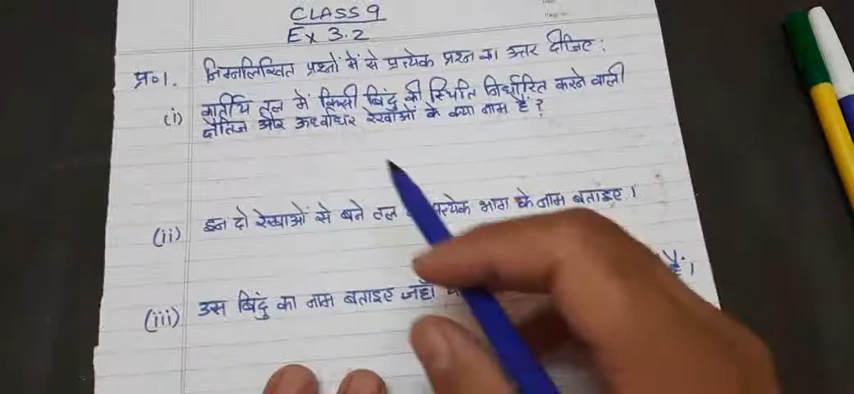 CLASS 9
Ex 3.2
प्र०1. निम्नलिखित प्रश्नों में से प्रत्येक प्रश्न का उत्तर दीजिए:
(i) कार्तीय तल में किसी बिंदु की स्थिति निर्धारित करने वाली
क्षैतिज और ऊर्ध्वाधर रेखाओं के क्या नाम हैं?
(ii) इन दो रेखाओं से बने तल प्रत्येक भाग के नाम बताइए।
(iii) उस बिंदु का नाम बताइए जहाँ